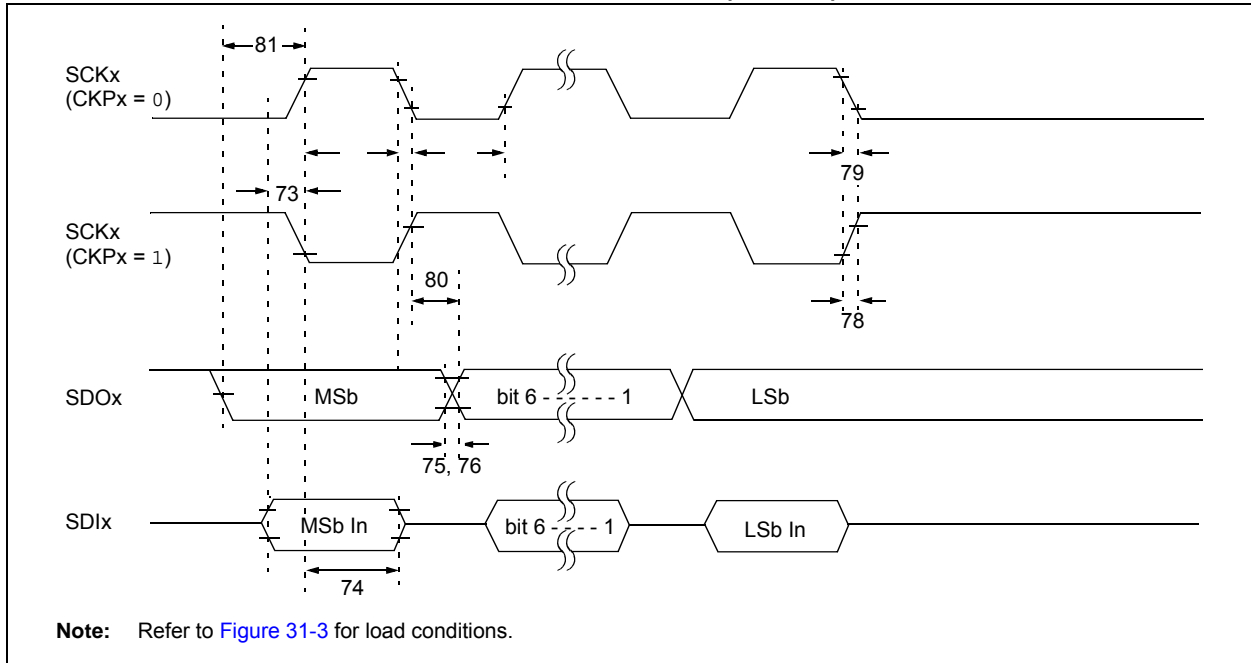 81
SCKx
(CKPx = 0)
73
79
SCKx
(CKPx = 1)
80
78
SDOx
MSb
bit 6 - - - - - - 1
LSb
75, 76
SDIx
MSb In
bit 6 - - - - 1
LSb In
74
Note: Refer to Figure 31-3 for load conditions.